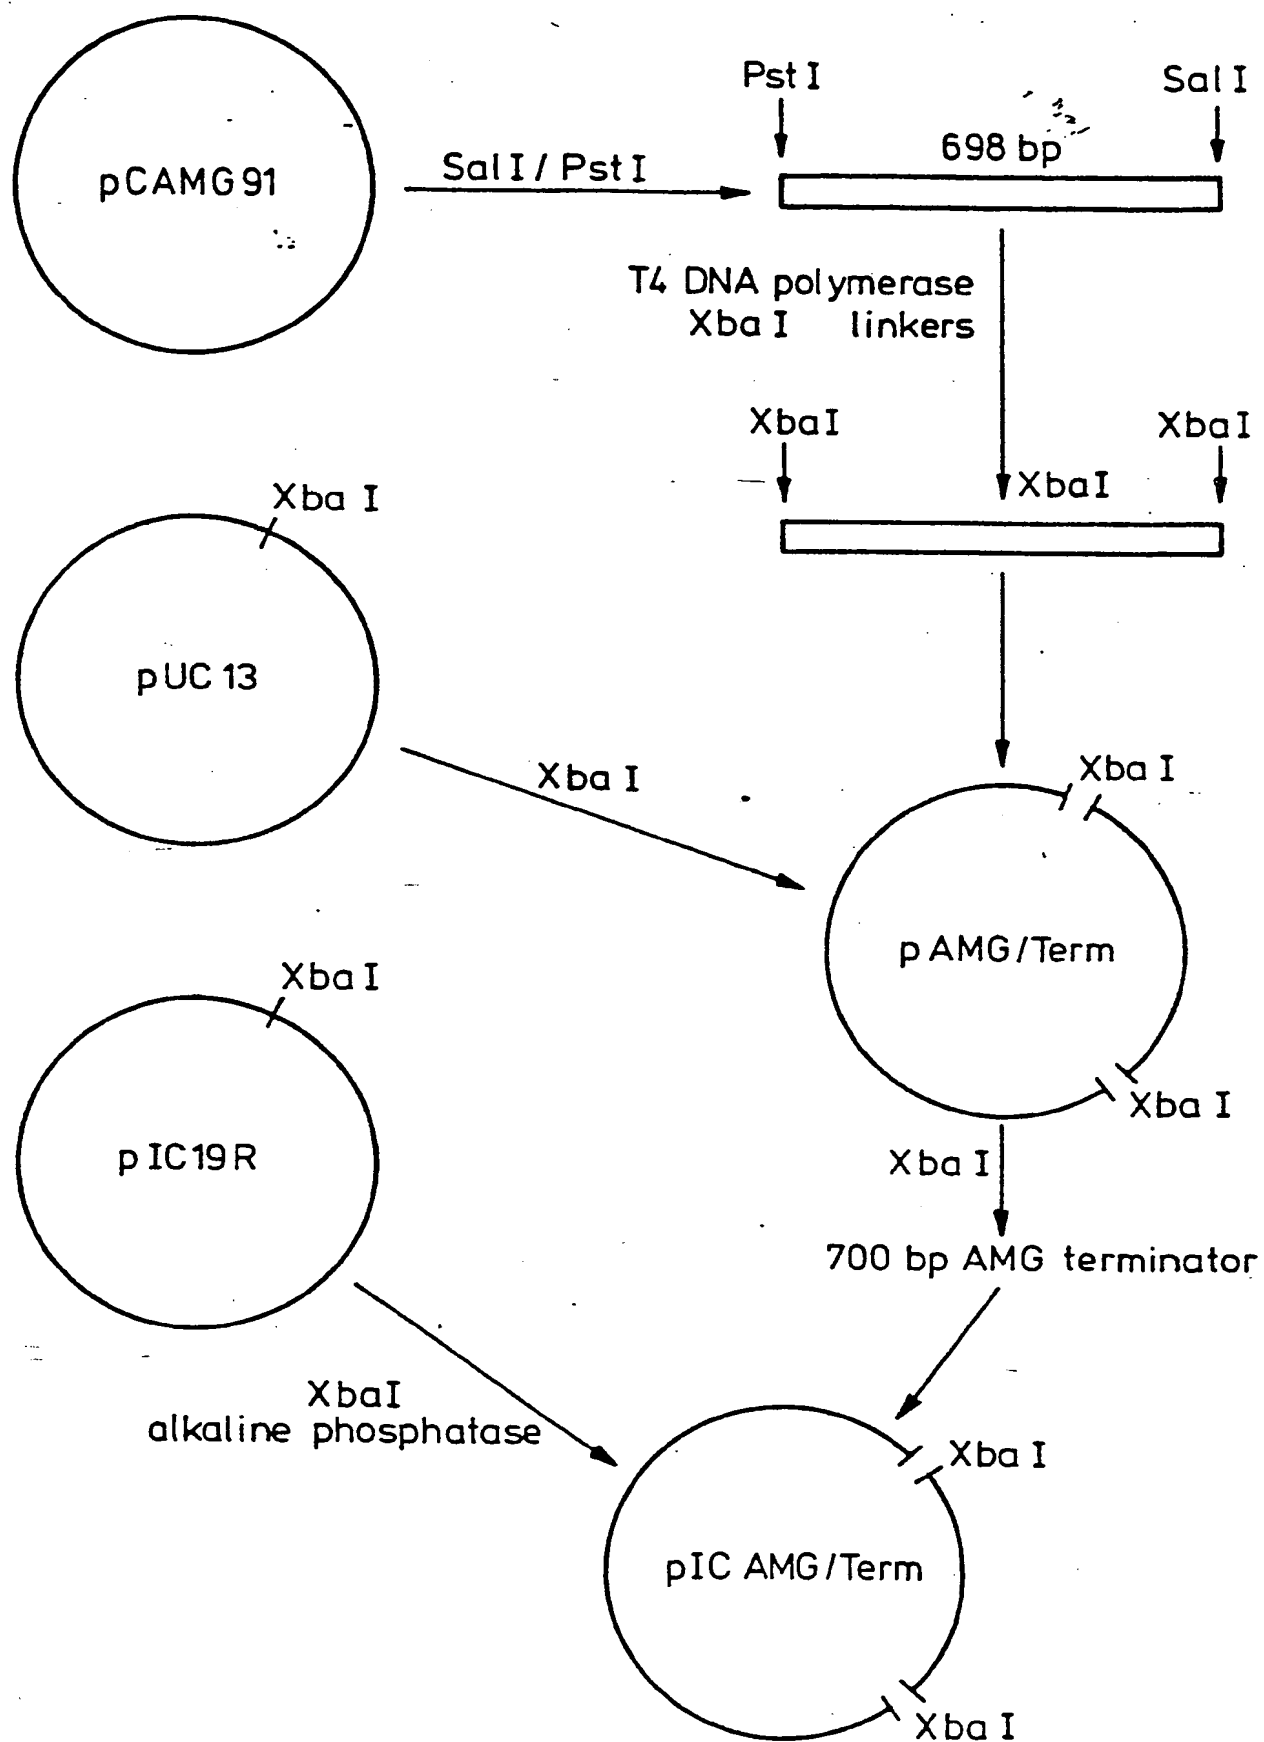 Pst I
Sal I
698 bp
pCAMG91
Sal I / Pst I
T4 DNA polymerase
Xba I linkers
XbaI
XbaI
XbaI
Xba I
pUC 13
Xba I
Xba I
pAMG/Term
Xba I
Xba I
pIC19R
Xba I
700 bp AMG terminator
XbaI
alkaline phosphatase
Xba I
pIC AMG/Term
Xba I